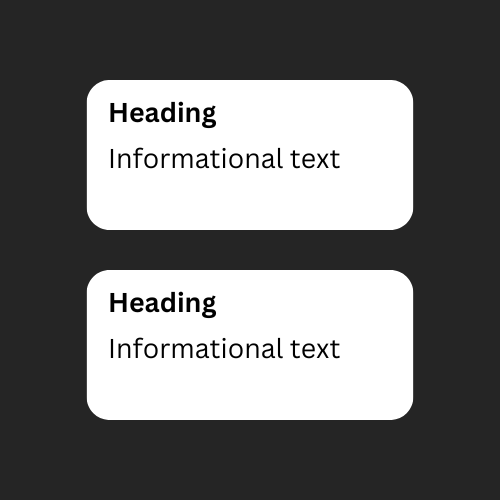 Heading
Informational text
Heading
Informational text